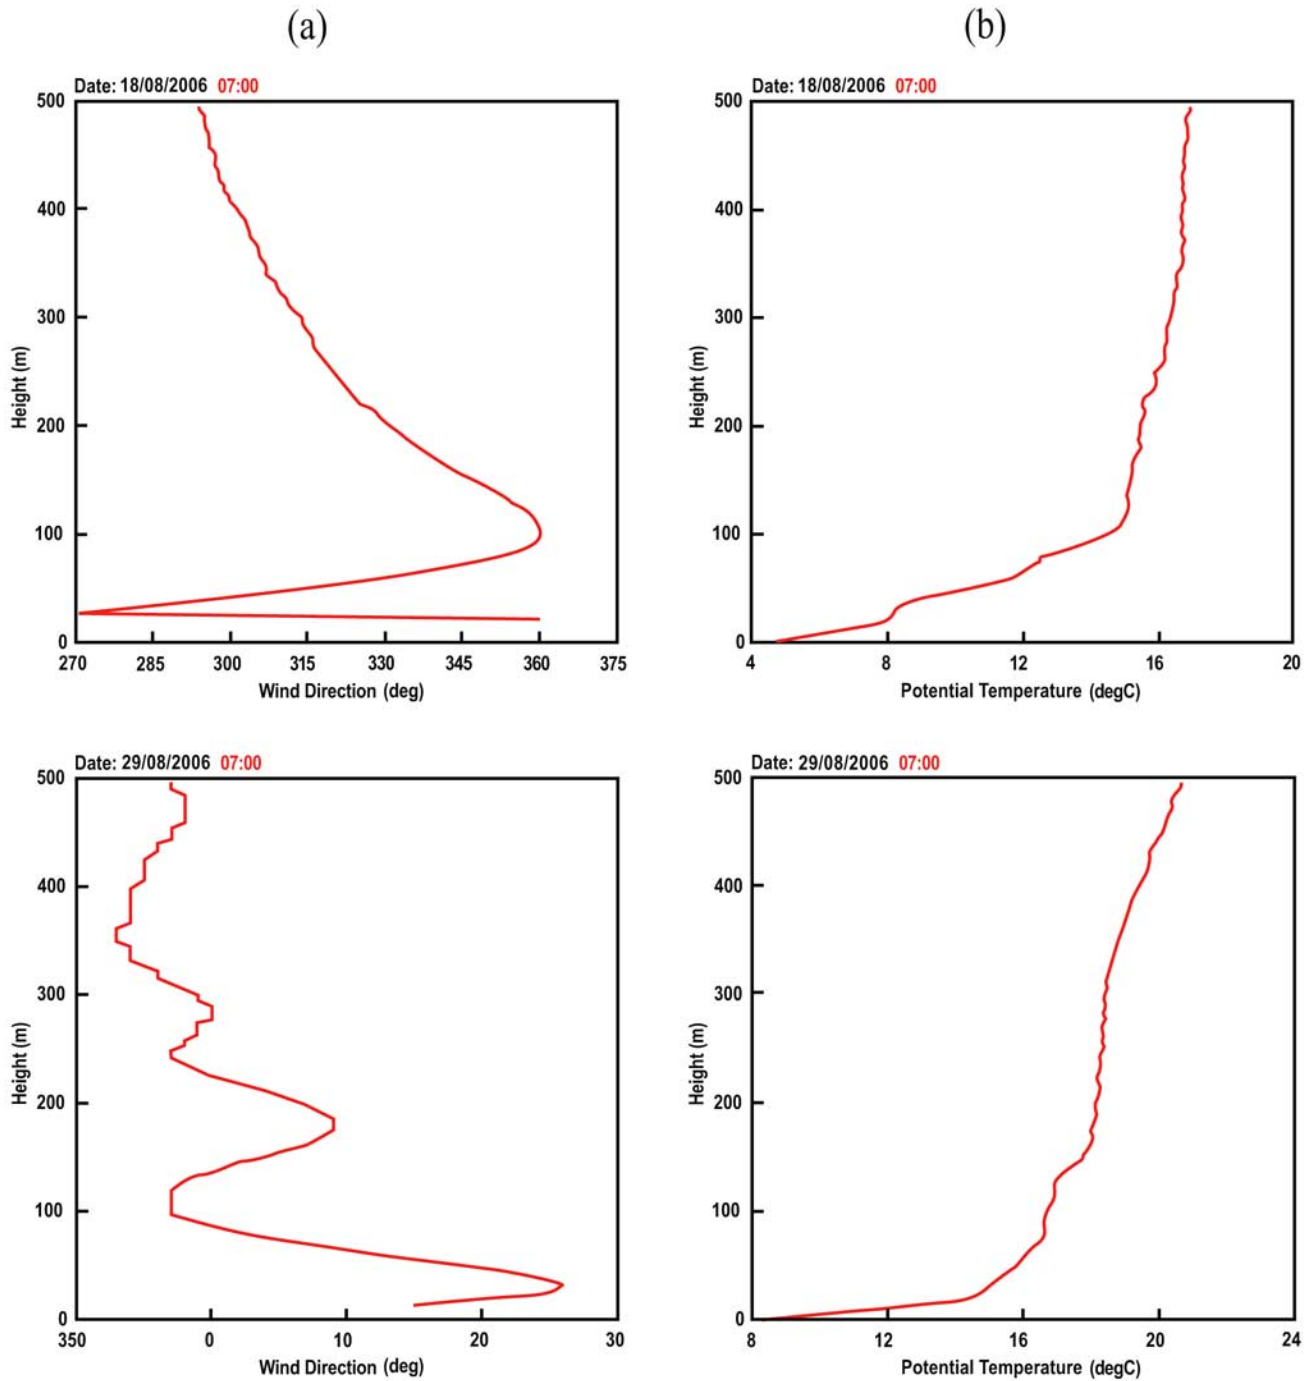 (a)
(b)
Date: 18/08/2006 07:00
500
400
300
200
100
0
Height (m)
270 285 300 315 330 345 360 375
Wind Direction (deg)
Date: 18/08/2006 07:00
500
400
300
200
100
0
Height (m)
4 8 12 16 20
Potential Temperature (degC)
Date: 29/08/2006 07:00
500
400
300
200
100
0
Height (m)
350 0 10 20 30
Wind Direction (deg)
Date: 29/08/2006 07:00
500
400
300
200
100
0
Height (m)
8 12 16 20 24
Potential Temperature (degC)